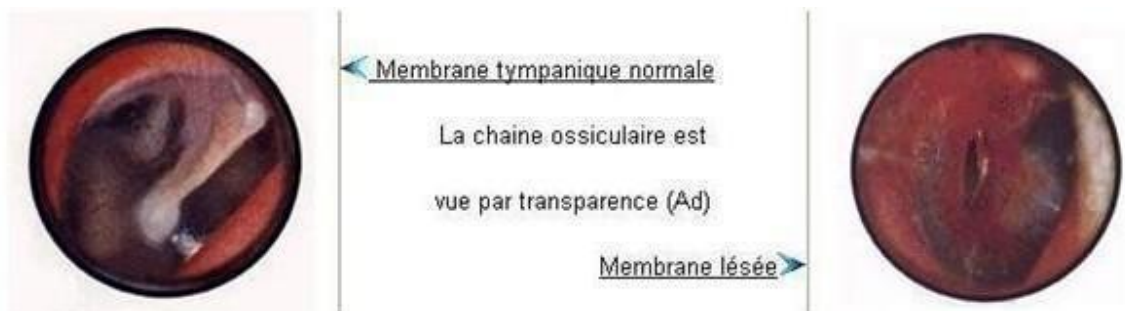 Membrane tympanique normale
La chaine ossiculaire est
vue par transparence (Ad)
Membrane lésée